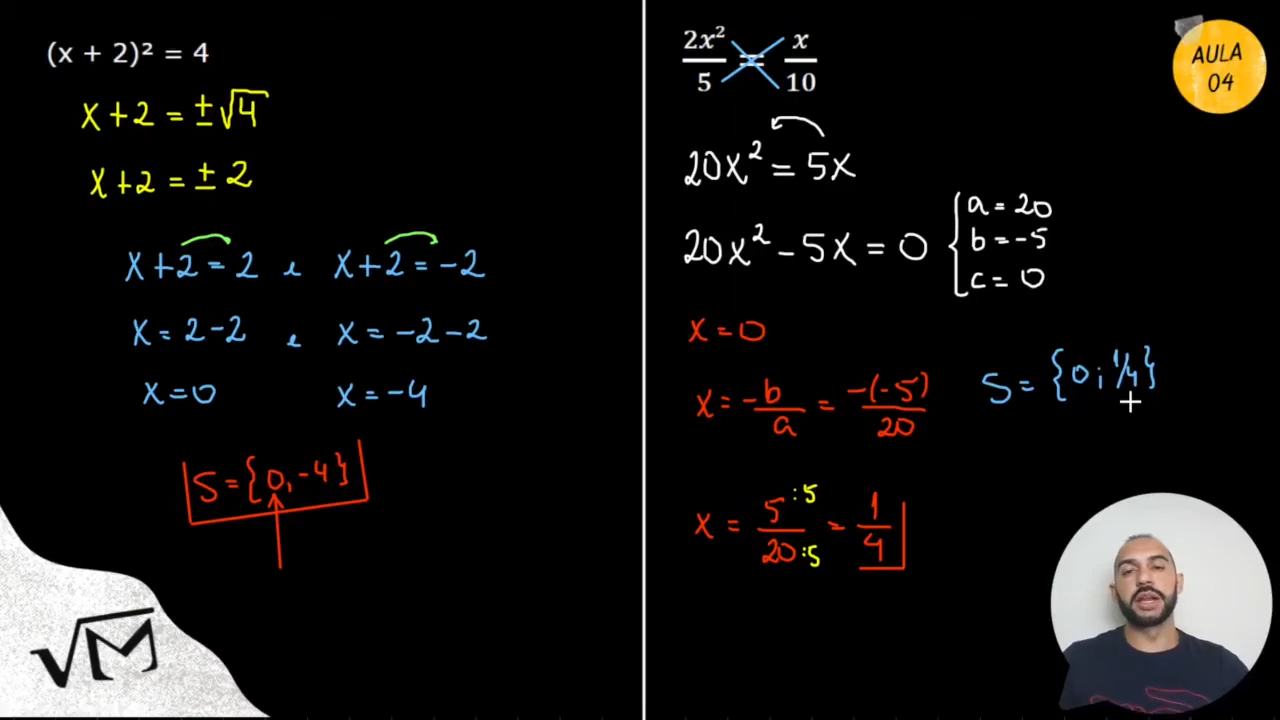 (x + 2)² = 4
x + 2 = ± √4
x + 2 = ± 2
x + 2 = 2 e x + 2 = -2
x = 2 - 2 e x = -2 - 2
x = 0 x = -4
S = {0, -4}
√M
2x²/5 = x/10
20x² = 5x
20x² - 5x = 0 { a = 20
b = -5
c = 0
x = 0
x = -b/a = -(-5)/20
S = {0; 1/4}
x = 5:5/20:5 = 1/4
AULA
04